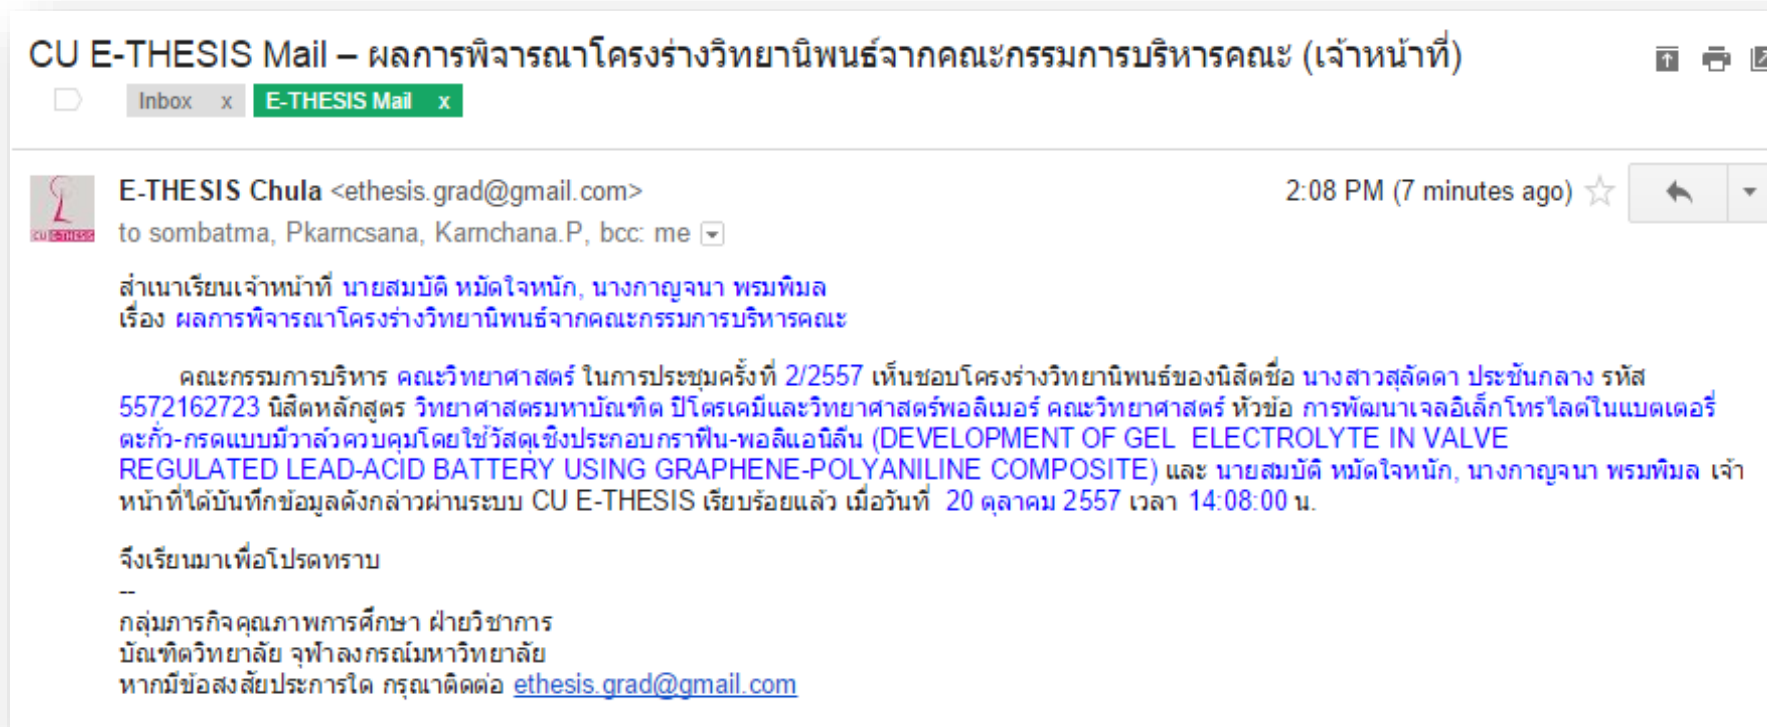 CU E-THESIS Mail – ผลการพิจารณาโครงร่างวิทยานิพนธ์จากคณะกรรมการบริหารคณะ (เจ้าหน้าที่)
Inbox x E-THESIS Mail x
E-THESIS Chula <ethesis.grad@gmail.com> 2:08 PM (7 minutes ago)
CU E-THESIS
to sombatma, Pkarncsana, Karnchana.P, bcc: me
สำเนาเรียนเจ้าหน้าที่ นายสมบัติ หมัดใจหนัก, นางกาญจนา พรมพิมล
เรื่อง ผลการพิจารณาโครงร่างวิทยานิพนธ์จากคณะกรรมการบริหารคณะ
คณะกรรมการบริหาร คณะวิทยาศาสตร์ ในการประชุมครั้งที่ 2/2557 เห็นชอบโครงร่างวิทยานิพนธ์ของนิสิตชื่อ นางสาวสุลัดดา ประชันกลาง รหัส
5572162723 นิสิตหลักสูตร วิทยาศาสตรมหาบัณฑิต ปิโตรเคมีและวิทยาศาสตร์พอลิเมอร์ คณะวิทยาศาสตร์ หัวข้อ การพัฒนาเจลอิเล็กโทรไลต์ในแบตเตอรี่
ตะกั่ว-กรดแบบมีวาล์วควบคุมโดยใช้วัสดุเชิงประกอบกราฟีน-พอลิแอนิลีน (DEVELOPMENT OF GEL ELECTROLYTE IN VALVE
REGULATED LEAD-ACID BATTERY USING GRAPHENE-POLYANILINE COMPOSITE) และ นายสมบัติ หมัดใจหนัก, นางกาญจนา พรมพิมล เจ้า
หน้าที่ได้บันทึกข้อมูลดังกล่าวผ่านระบบ CU E-THESIS เรียบร้อยแล้ว เมื่อวันที่ 20 ตุลาคม 2557 เวลา 14:08:00 น.
จึงเรียนมาเพื่อโปรดทราบ
--
กลุ่มภารกิจคุณภาพการศึกษา ฝ่ายวิชาการ
บัณฑิตวิทยาลัย จุฬาลงกรณ์มหาวิทยาลัย
หากมีข้อสงสัยประการใด กรุณาติดต่อ ethesis.grad@gmail.com